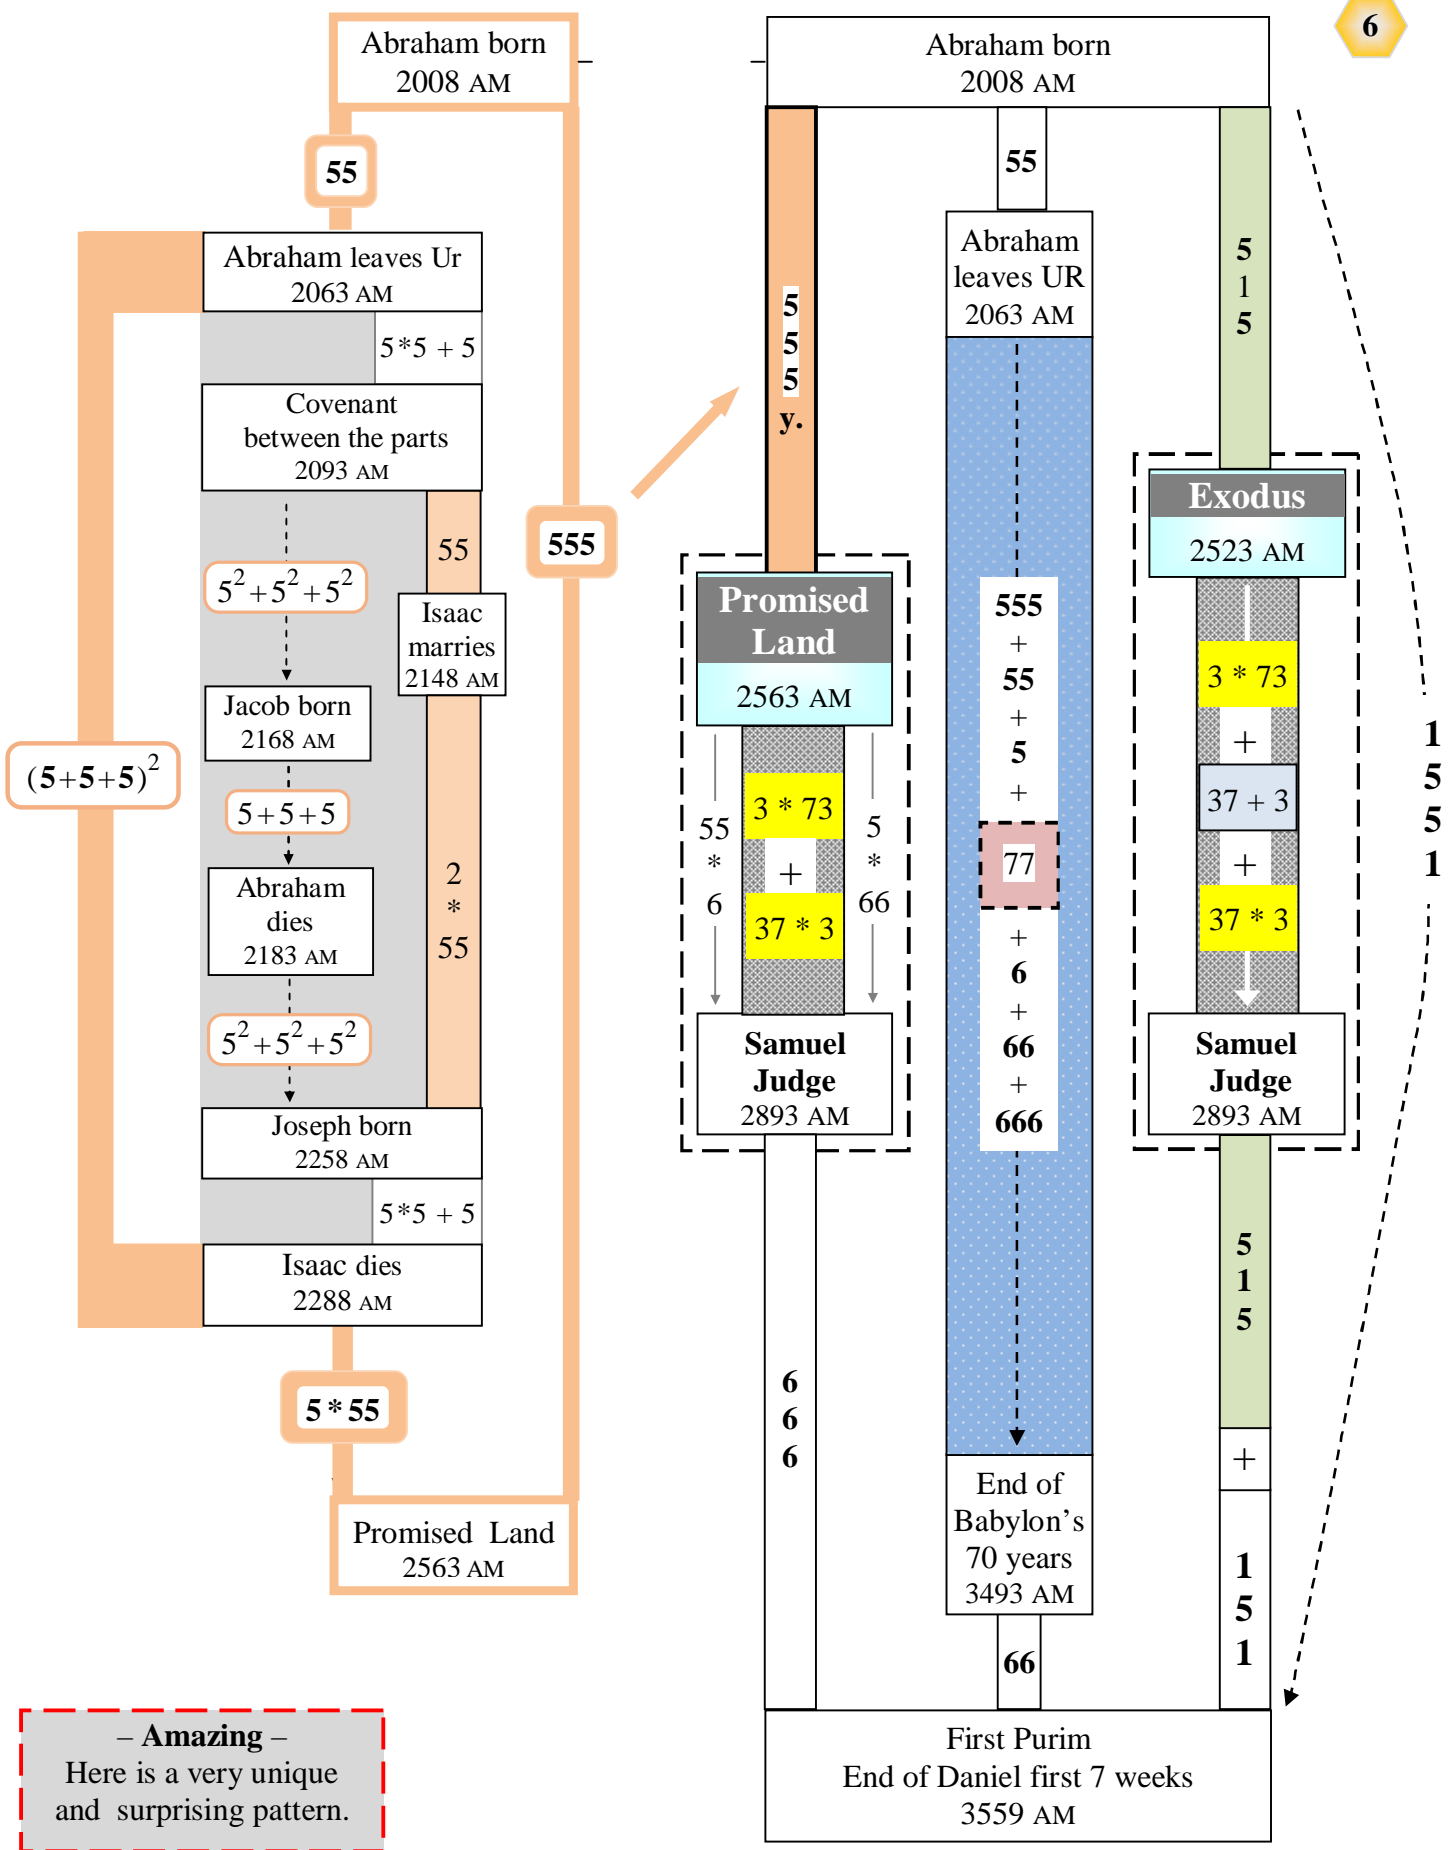 6
Abraham born
2008 AM
55
Abraham leaves Ur
2063 AM
5*5 + 5
Covenant
between the parts
2093 AM
55
5²+5²+5²
Isaac
marries
2148 AM
Jacob born
2168 AM
(5+5+5)²
5+5+5
Abraham
dies
2183 AM
2
*
55
5²+5²+5²
Joseph born
2258 AM
5*5 + 5
Isaac dies
2288 AM
5*55
555
Promised Land
2563 AM
– Amazing –
Here is a very unique
and surprising pattern.
Abraham born
2008 AM
5
5
5
y.
Promised
Land
2563 AM
55
*
6
3 * 73
+
37 * 3
5
*
66
Samuel
Judge
2893 AM
6
6
6
55
Abraham
leaves UR
2063 AM
555
+
55
+
5
+
77
+
6
+
66
+
666
End of
Babylon’s
70 years
3493 AM
66
5
1
5
Exodus
2523 AM
3 * 73
+
37 + 3
+
37 * 3
Samuel
Judge
2893 AM
5
1
5
+
1
5
1
1
5
5
1
First Purim
End of Daniel first 7 weeks
3559 AM